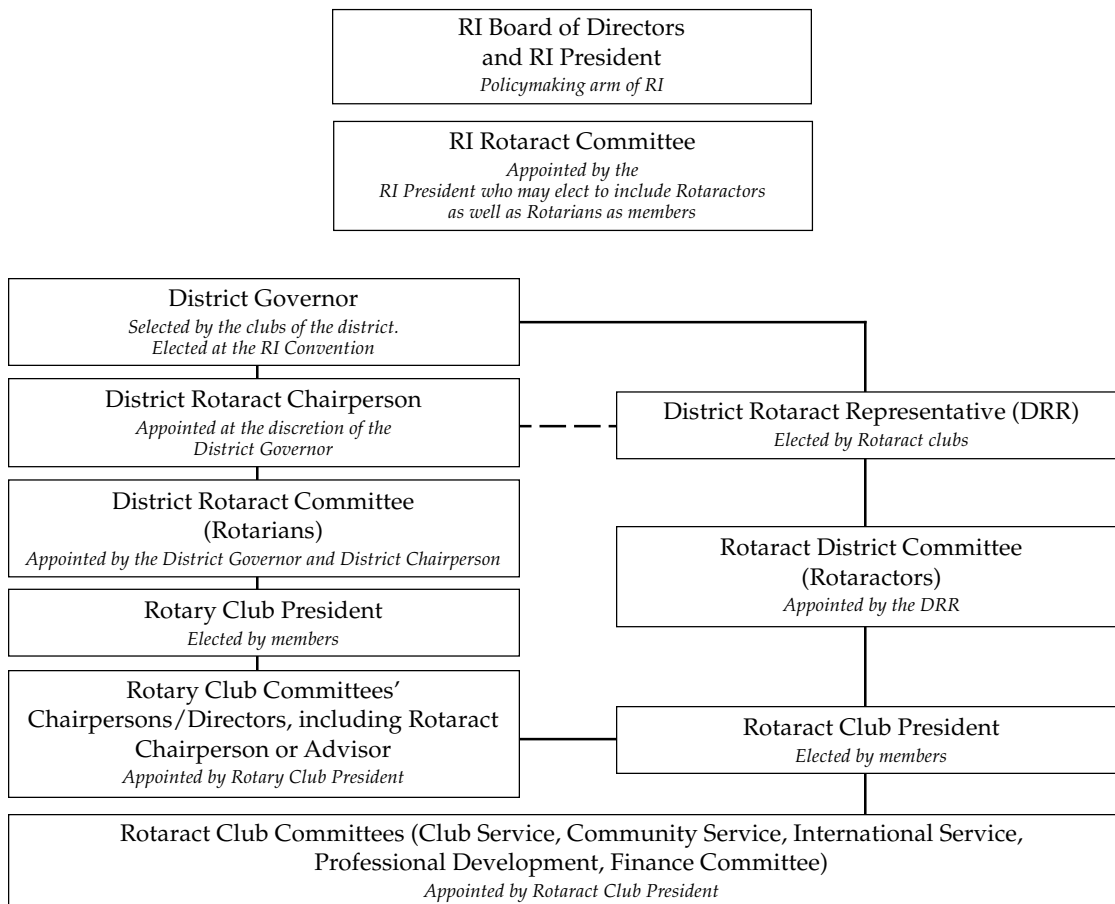 RI Board of Directors
and RI President
Policymaking arm of RI
RI Rotaract Committee
Appointed by the
RI President who may elect to include Rotaractors
as well as Rotarians as members
District Governor
Selected by the clubs of the district.
Elected at the RI Convention
District Rotaract Chairperson
Appointed at the discretion of the
District Governor
District Rotaract Representative (DRR)
Elected by Rotaract clubs
District Rotaract Committee
(Rotarians)
Appointed by the District Governor and District Chairperson
Rotaract District Committee
(Rotaractors)
Appointed by the DRR
Rotary Club President
Elected by members
Rotary Club Committees’
Chairpersons/Directors, including Rotaract
Chairperson or Advisor
Appointed by Rotary Club President
Rotaract Club President
Elected by members
Rotaract Club Committees (Club Service, Community Service, International Service,
Professional Development, Finance Committee)
Appointed by Rotaract Club President